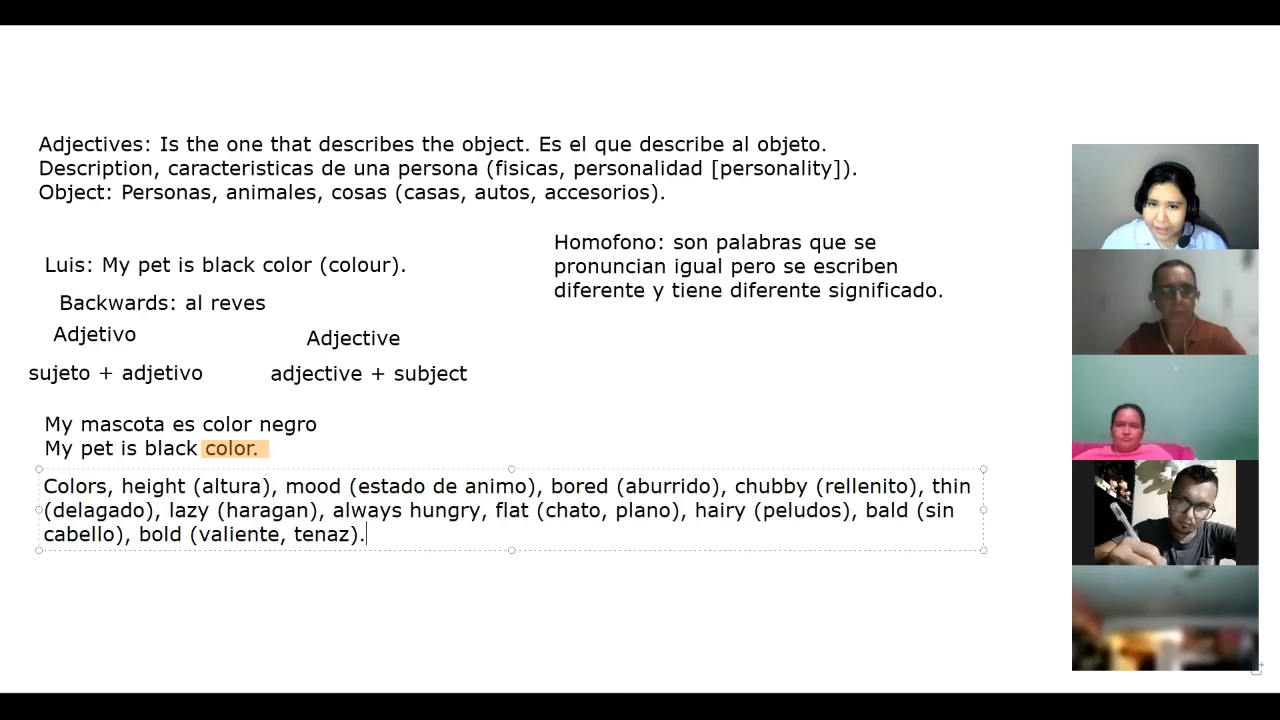 Adjectives: Is the one that describes the object. Es el que describe al objeto.
Description, caracteristicas de una persona (fisicas, personalidad [personality]).
Object: Personas, animales, cosas (casas, autos, accesorios).
Homofono: son palabras que se
pronuncian igual pero se escriben
diferente y tiene diferente significado.
Luis: My pet is black color (colour).
Backwards: al reves
Adjetivo
Adjective
sujeto + adjetivo
adjective + subject
My mascota es color negro
My pet is black color.
Colors, height (altura), mood (estado de animo), bored (aburrido), chubby (rellenito), thin
(delagado), lazy (haragan), always hungry, flat (chato, plano), hairy (peludos), bald (sin
cabello), bold (valiente, tenaz).